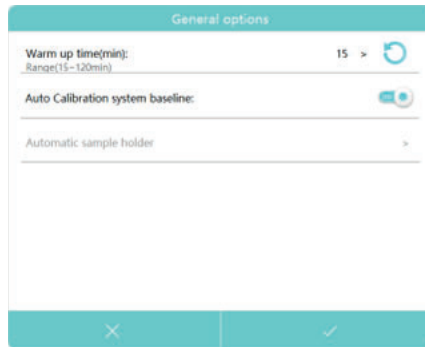 General options
Warm up time(min): 15 >
Range(15~120min)
Auto Calibration system baseline:
Automatic sample holder >